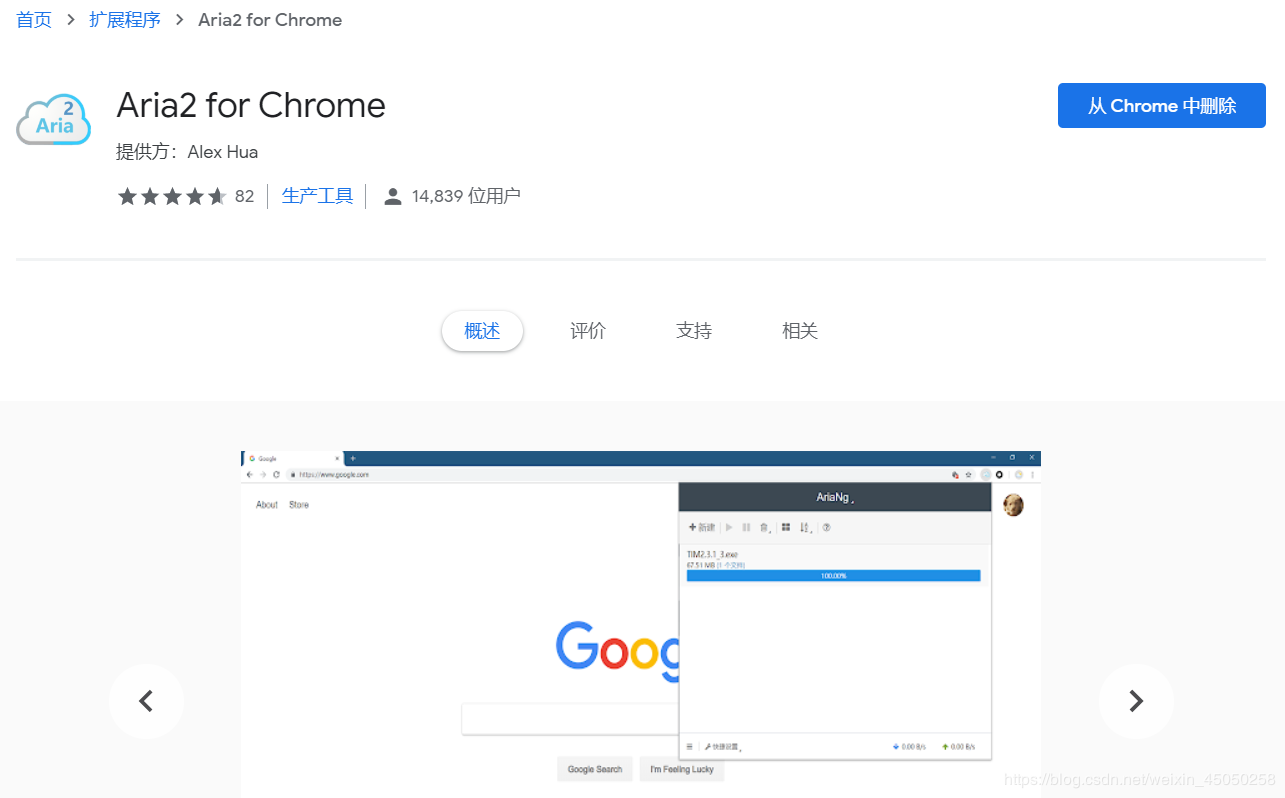 首页 > 扩展程序 > Aria2 for Chrome
2
Aria
Aria2 for Chrome
从 Chrome 中删除
提供方：Alex Hua
82 生产工具 14,839 位用户
概述 评价 支持 相关
Google
https://www.google.com
About Store
AriaNg
新建
TIM2.3.1_3.exe
67.51 MB (1 个文件)
100.00%
Goog
快捷设置 0.00 B/s 0.00 B/s
Google Search I'm Feeling Lucky
https://blog.csdn.net/weixin_45050258